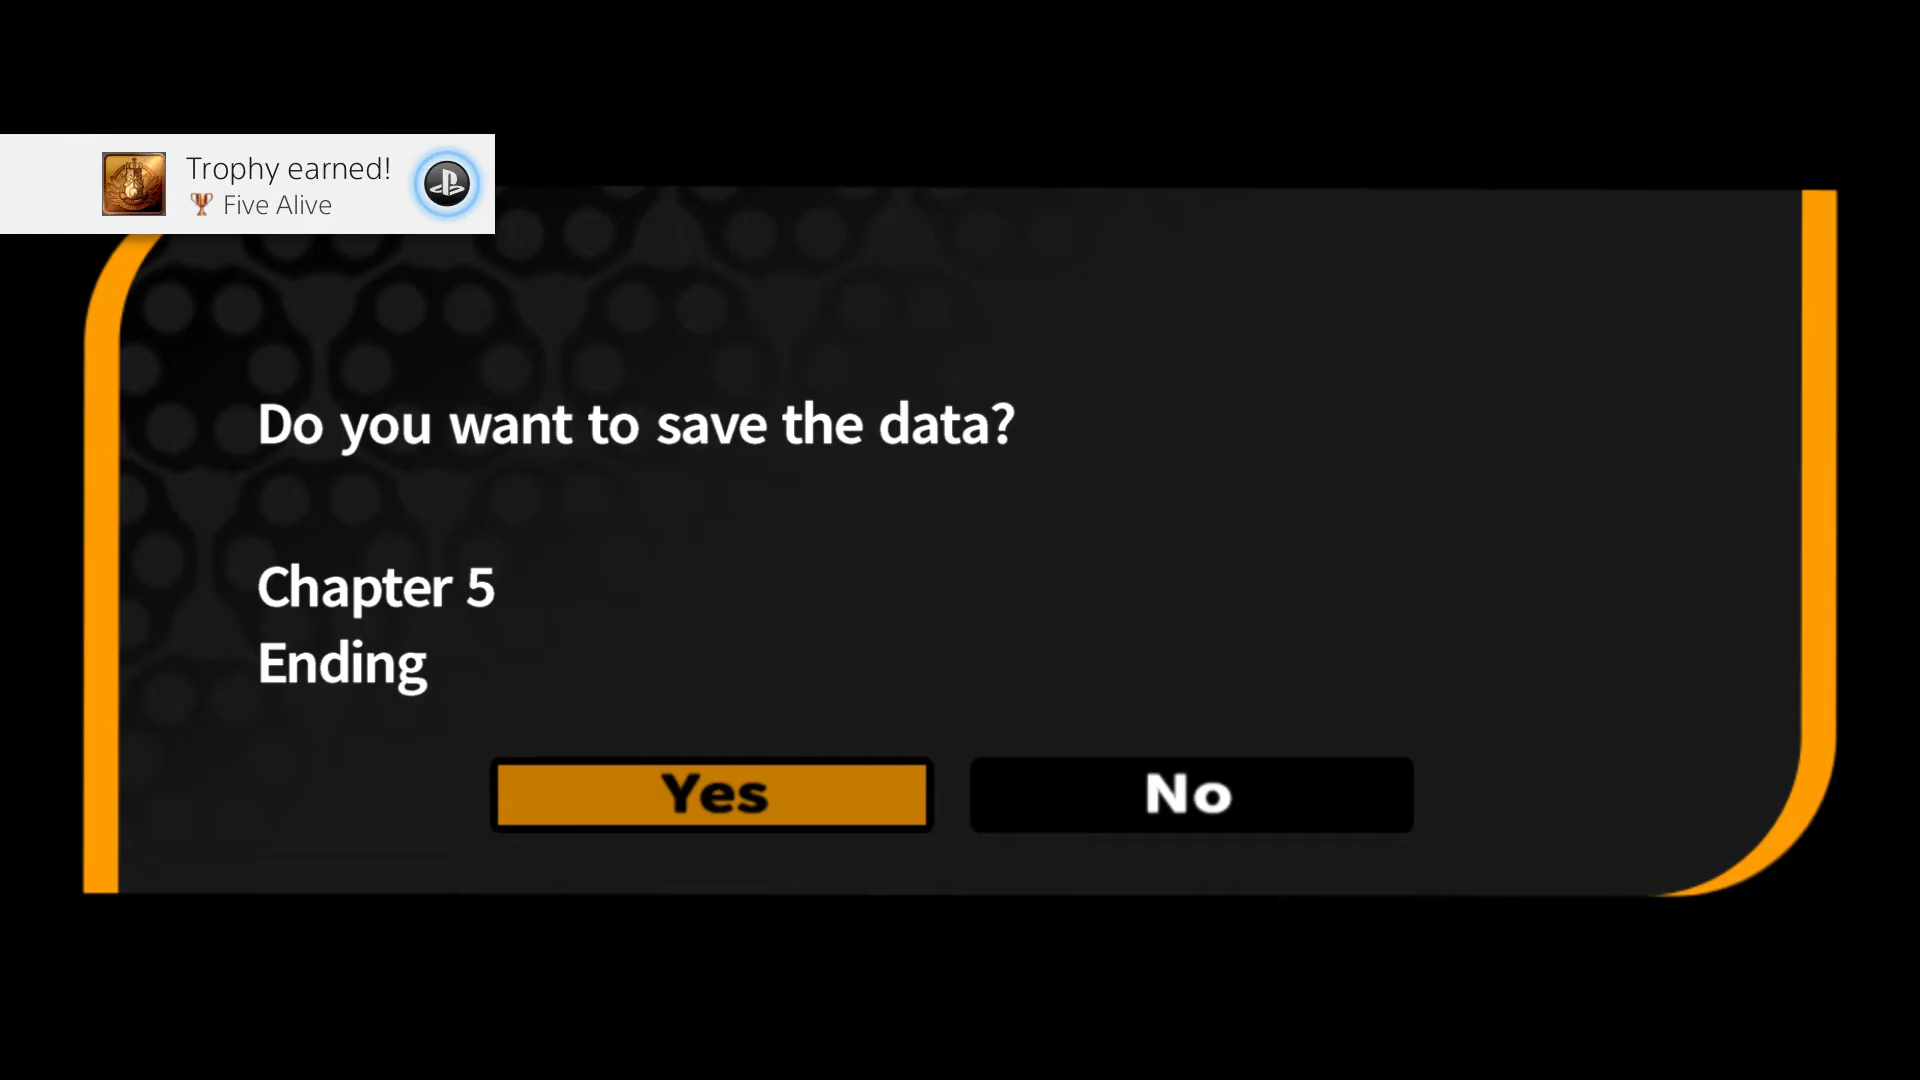 Trophy earned!
Five Alive
Do you want to save the data?
Chapter 5
Ending
Yes
No